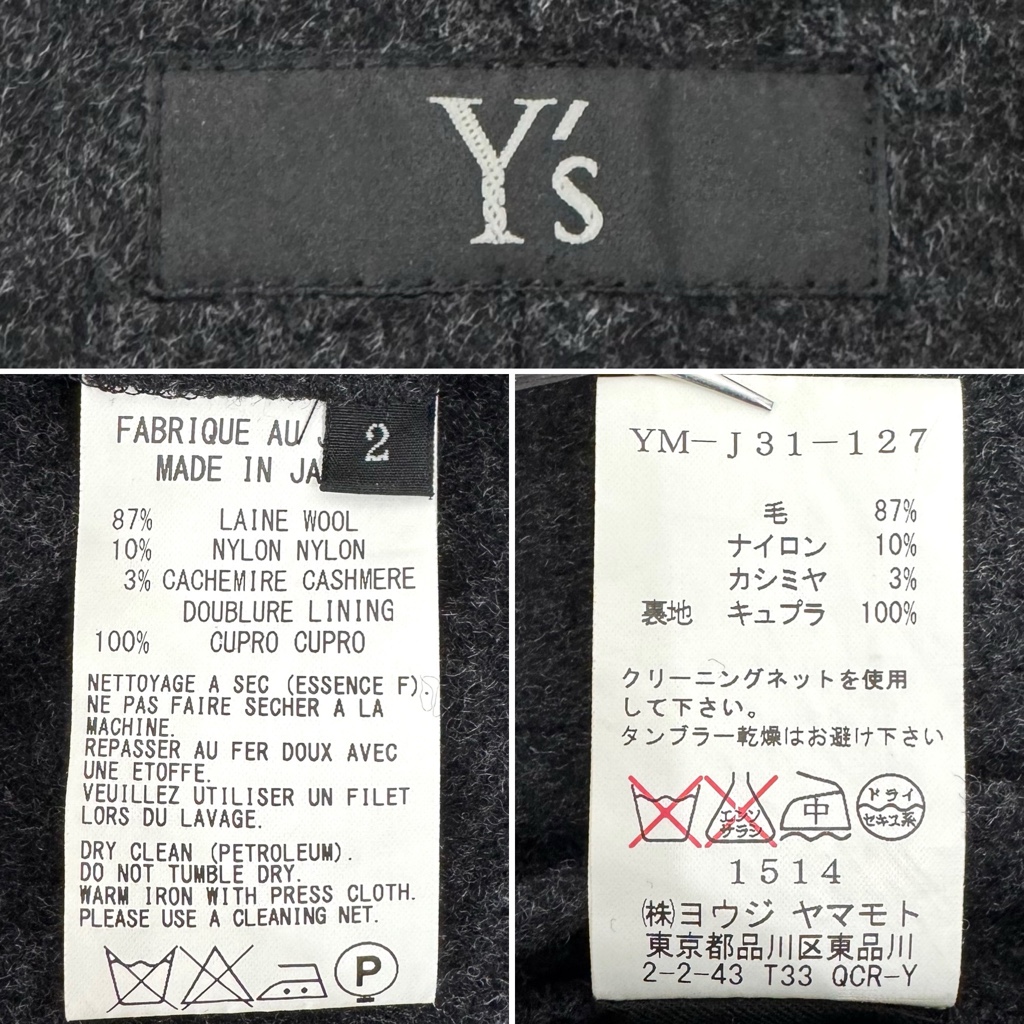 Y's
FABRIQUE AU
2
MADE IN
87% LAINE WOOL
10% NYLON NYLON
3% CACHEMIRE CASHMERE
DOUBLURE LINING
100% CUPRO CUPRO
NETTOYAGE A SEC (ESSENCE F).
NE PAS FAIRE SECHER A LA
MACHINE.
REPASSER AU FER DOUX AVEC
UNE ETOFFE.
VEUILLEZ UTILISER UN FILET
LORS DU LAVAGE.
DRY CLEAN (PETROLEUM).
DO NOT TUMBLE DRY.
WARM IRON WITH PRESS CLOTH.
PLEASE USE A CLEANING NET.
P
YM-J31-127
毛 87%
ナイロン 10%
カシミヤ 3%
裏地 キュプラ 100%
クリーニングネットを使用
して下さい。
タンブラー乾燥はお避け下さい
エンソ
サラシ
中
ドライ
セキユ系
1514
㈱ヨウジ ヤマモト
東京都品川区東品川
2-2-43 T33 QCR-Y